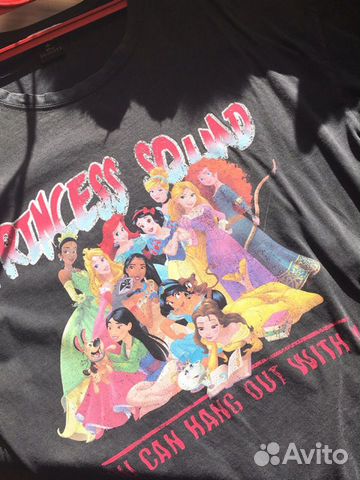 PRINCESS SQUAD
U CAN HANG OUT WITH
Avito